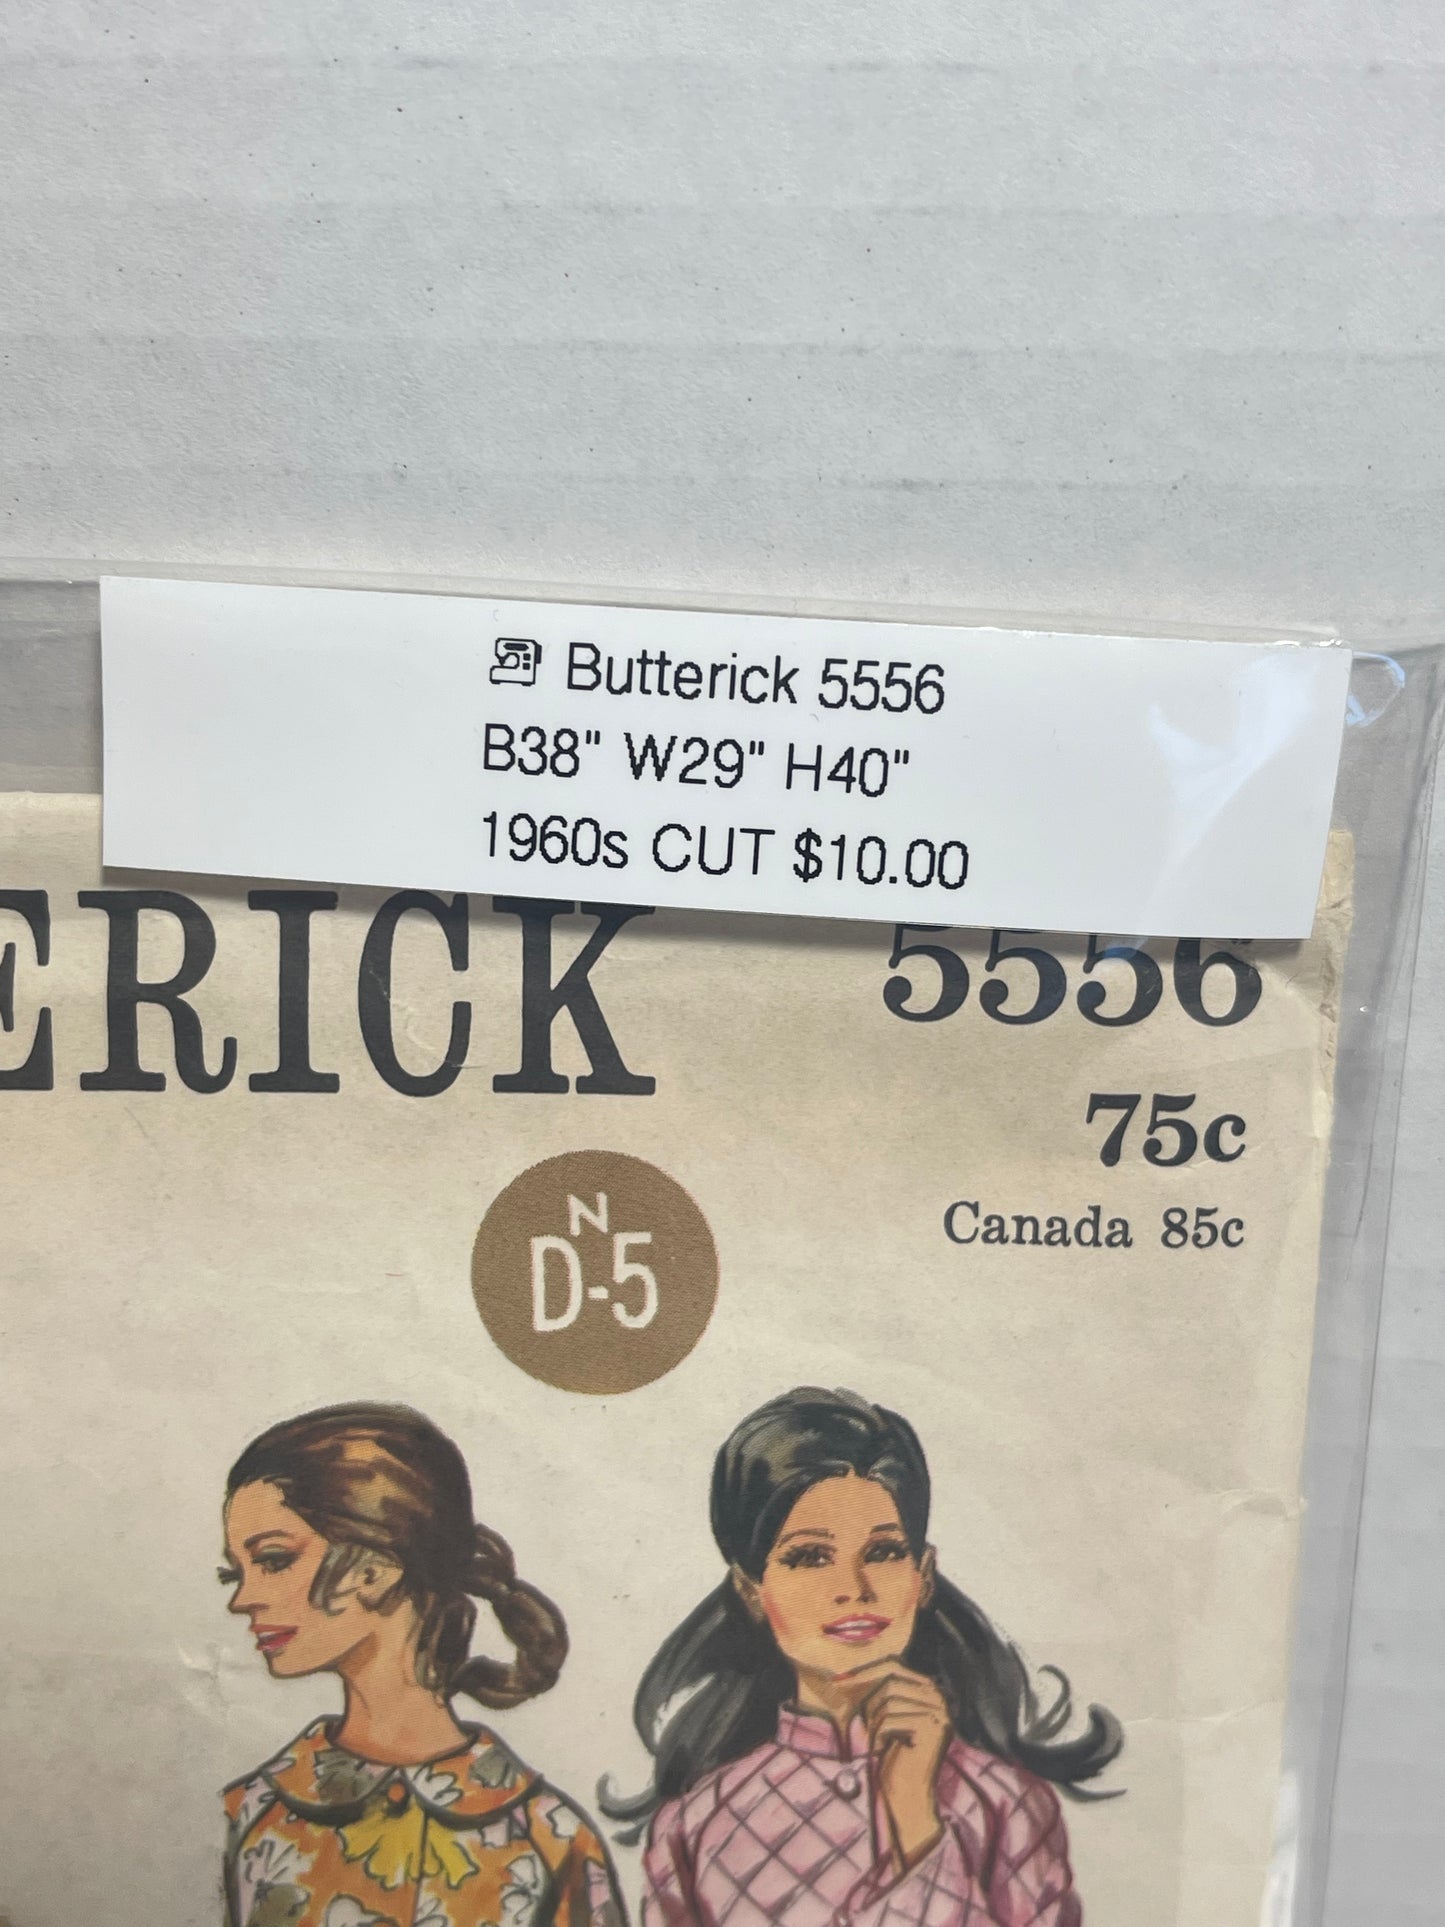 Butterick 5556
B38" W29" H40"
1960s CUT $10.00
ERICK 5556
75c
Canada 85c
N
D-5